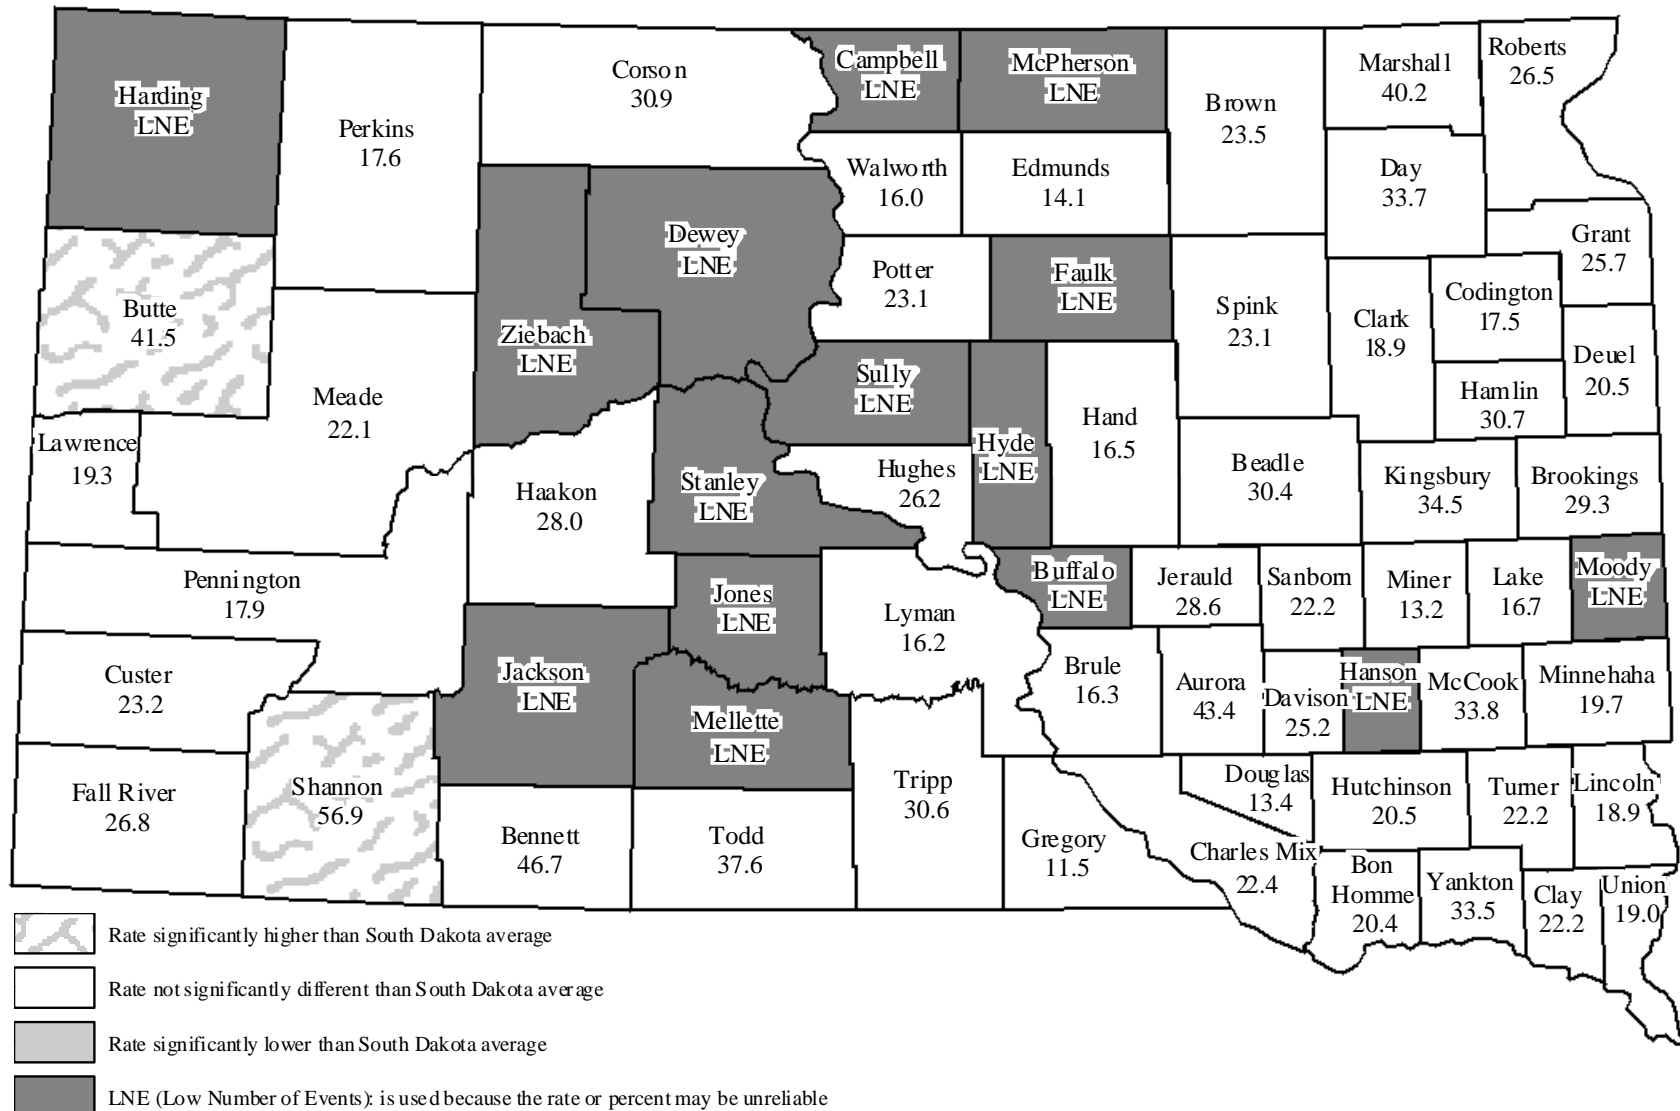 Harding
LNE
Perkins
17.6
Corson
30.9
Campbell
LNE
McPherson
LNE
Brown
23.5
Marshall
40.2
Roberts
26.5
Walworth
16.0
Edmunds
14.1
Day
33.7
Dewey
LNE
Grant
25.7
Butte
41.5
Ziebach
LNE
Potter
23.1
Faulk
LNE
Spink
23.1
Clark
18.9
Codington
17.5
Deuel
20.5
Hamlin
30.7
Meade
22.1
Sully
LNE
Hyde
LNE
Hand
16.5
Lawrence
19.3
Haakon
28.0
Stanley
LNE
Hughes
26.2
Beadle
30.4
Kingsbury
34.5
Brookings
29.3
Pennington
17.9
Jones
LNE
Lyman
16.2
Buffalo
LNE
Jerauld
28.6
Sanborn
22.2
Miner
13.2
Lake
16.7
Moody
LNE
Custer
23.2
Jackson
LNE
Mellette
LNE
Brule
16.3
Aurora
43.4
Davison
25.2
Hanson
LNE
McCook
33.8
Minnehaha
19.7
Fall River
26.8
Shannon
56.9
Bennett
46.7
Todd
37.6
Tripp
30.6
Gregory
11.5
Charles Mix
22.4
Douglas
13.4
Hutchinson
20.5
Turner
22.2
Lincoln
18.9
Bon
Homme
20.4
Yankton
33.5
Clay
22.2
Union
19.0
Rate significantly higher than South Dakota average
Rate not significantly different than South Dakota average
Rate significantly lower than South Dakota average
LNE (Low Number of Events): is used because the rate or percent may be unreliable